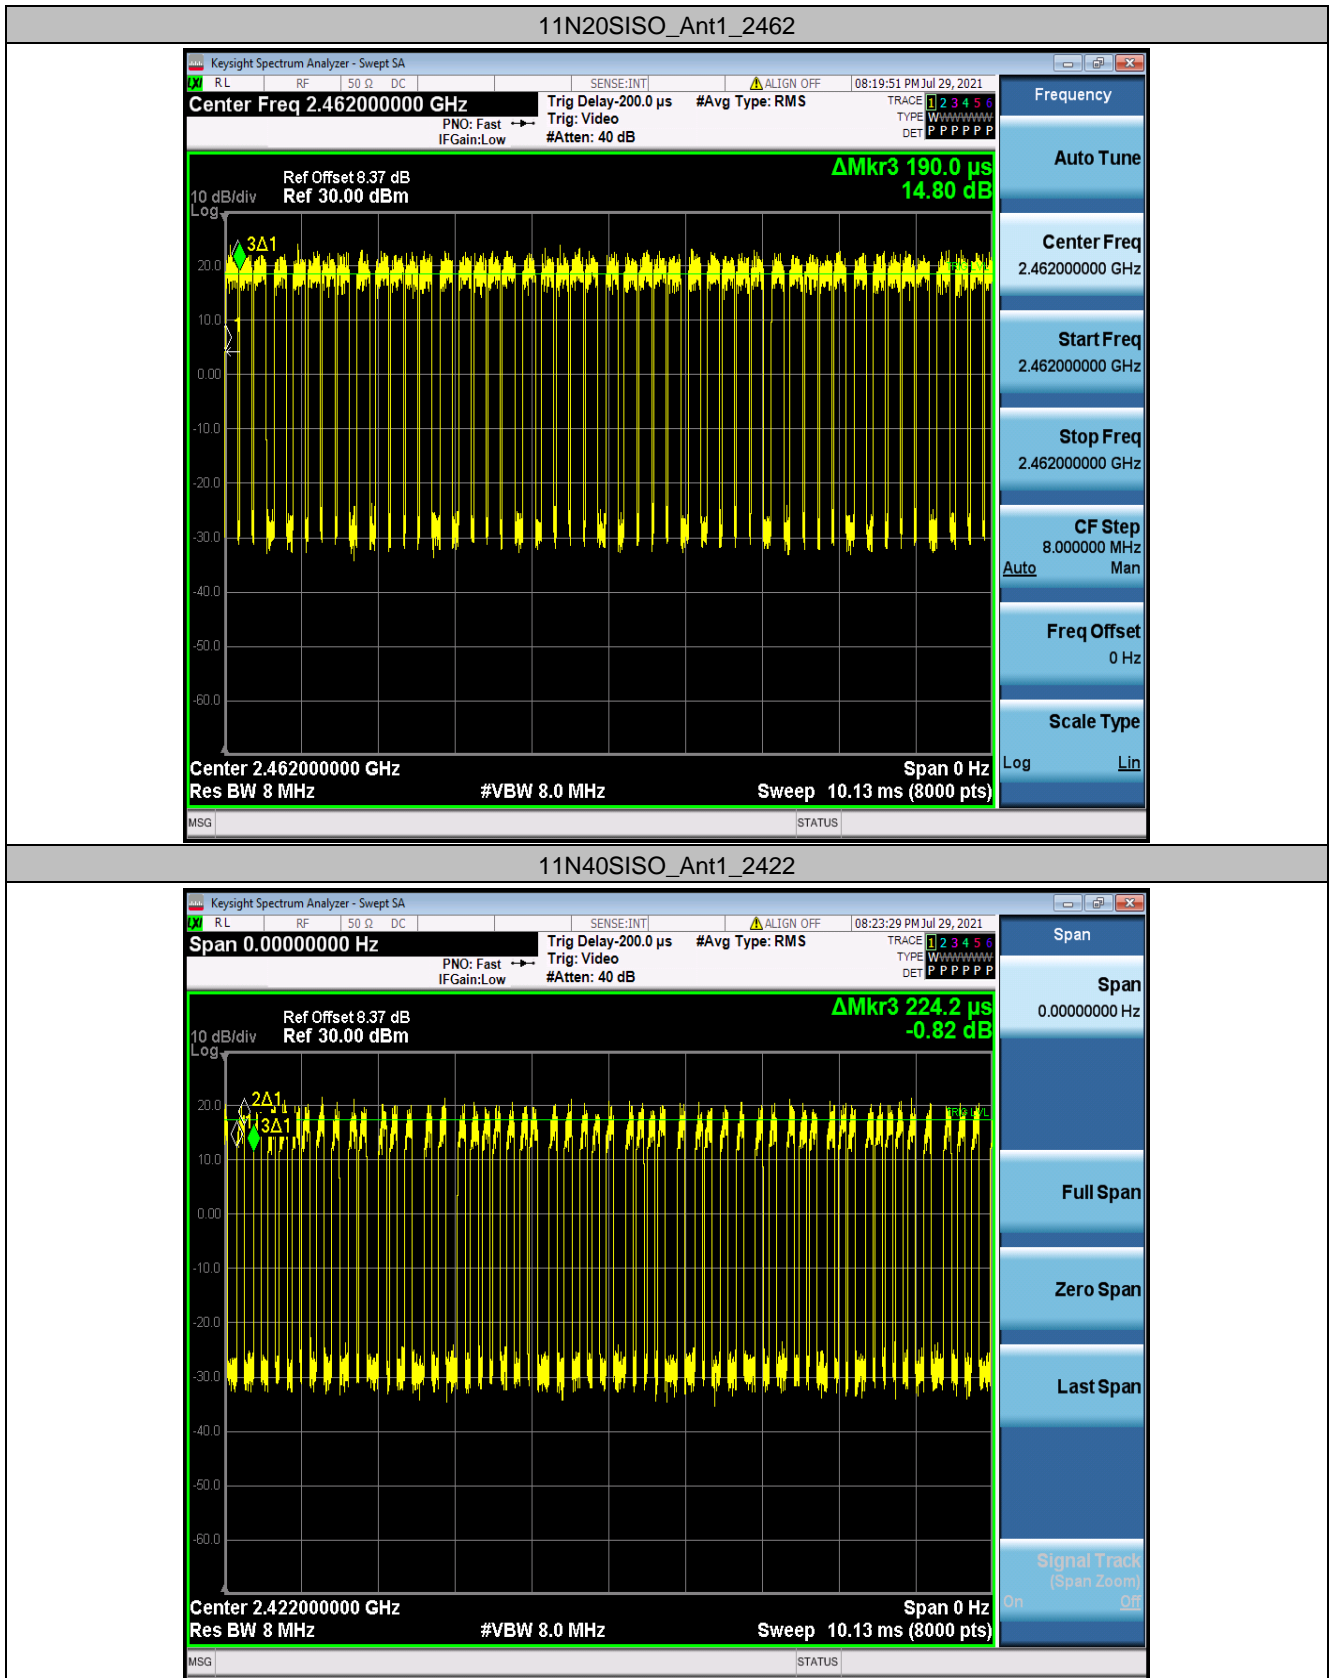 11N20SISO_Ant1_2462
Keysight Spectrum Analyzer - Swept SA
LXI RL RF 50 Ω DC SENSE:INT ALIGN OFF 08:19:51 PM Jul 29, 2021
Center Freq 2.462000000 GHz
PNO: Fast
IFGain:Low
Trig Delay-200.0 µs
Trig: Video
#Atten: 40 dB
#Avg Type: RMS
TRACE 1 2 3 4 5 6
TYPE WWWWWW
DET P P P P P P
Frequency
Auto Tune
Center Freq
2.462000000 GHz
Start Freq
2.462000000 GHz
Stop Freq
2.462000000 GHz
CF Step
8.000000 MHz
Auto Man
Freq Offset
0 Hz
Scale Type
Log Lin
ΔMkr3 190.0 µs
14.80 dB
Ref Offset 8.37 dB
10 dB/div Ref 30.00 dBm
Log
3Δ1
20.0
TRIG LVL
10.0
1
0.00
-10.0
-20.0
-30.0
-40.0
-50.0
-60.0
Center 2.462000000 GHz Span 0 Hz
Res BW 8 MHz #VBW 8.0 MHz Sweep 10.13 ms (8000 pts)
MSG STATUS
11N40SISO_Ant1_2422
Keysight Spectrum Analyzer - Swept SA
LXI RL RF 50 Ω DC SENSE:INT ALIGN OFF 08:23:29 PM Jul 29, 2021
Span 0.00000000 Hz
PNO: Fast
IFGain:Low
Trig Delay-200.0 µs
Trig: Video
#Atten: 40 dB
#Avg Type: RMS
TRACE 1 2 3 4 5 6
TYPE WWWWWW
DET P P P P P P
Span
Span
0.00000000 Hz
Full Span
Zero Span
Last Span
Signal Track
(Span Zoom)
On Off
ΔMkr3 224.2 µs
-0.82 dB
Ref Offset 8.37 dB
10 dB/div Ref 30.00 dBm
Log
2Δ1
20.0
TRIG LVL
1 3Δ1
10.0
0.00
-10.0
-20.0
-30.0
-40.0
-50.0
-60.0
Center 2.422000000 GHz Span 0 Hz
Res BW 8 MHz #VBW 8.0 MHz Sweep 10.13 ms (8000 pts)
MSG STATUS